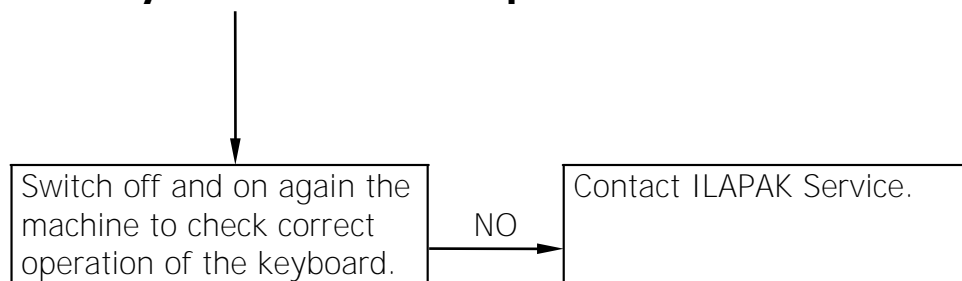 Switch off and on again the
machine to check correct
operation of the keyboard.
NO
Contact ILAPAK Service.